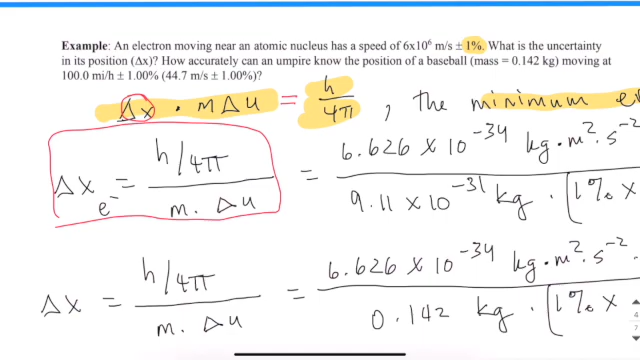 Example: An electron moving near an atomic nucleus has a speed of 6x10⁶ m/s ± 1%. What is the uncertainty
in its position (Δx)? How accurately can an umpire know the position of a baseball (mass = 0.142 kg) moving at
100.0 mi/h ± 1.00% (44.7 m/s ± 1.00%)?
Δx · mΔu = h/4π , the minimum
Δx e⁻ = (h/4π)/(m · Δu) = (6.626 × 10⁻³⁴ kg·m²·s⁻²)/(9.11 × 10⁻³¹ kg · (1% ×
Δx = (h/4π)/(m · Δu) = (6.626 × 10⁻³⁴ kg·m²·s⁻²)/(0.142 kg · (1% ×
4
7